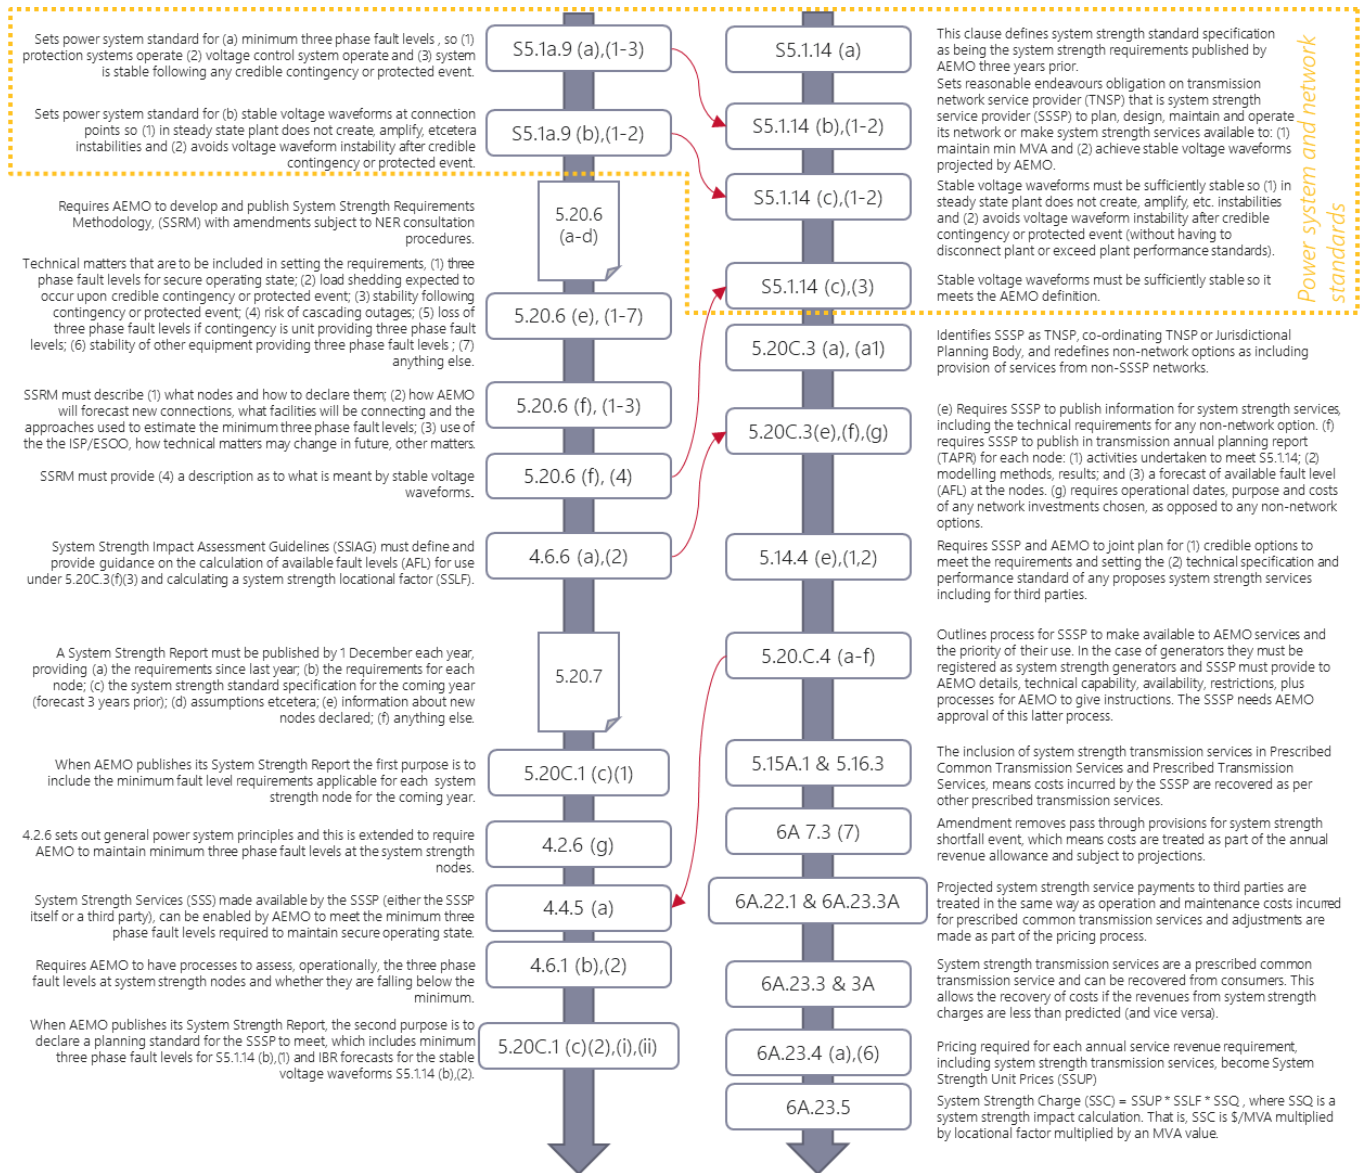 Sets power system standard for (a) minimum three phase fault levels , so (1)
protection systems operate (2) voltage control system operate and (3) system
is stable following any credible contingency or protected event.
S5.1a.9 (a),(1-3)
Sets power system standard for (b) stable voltage waveforms at connection
points so (1) in steady state plant does not create, amplify, etcetera
instabilities and (2) avoids voltage waveform instability after credible
contingency or protected event.
S5.1a.9 (b),(1-2)
Requires AEMO to develop and publish System Strength Requirements
Methodology, (SSRM) with amendments subject to NER consultation
procedures.
5.20.6
(a-d)
Technical matters that are to be included in setting the requirements, (1) three
phase fault levels for secure operating state; (2) load shedding expected to
occur upon credible contingency or protected event; (3) stability following
contingency or protected event; (4) risk of cascading outages; (5) loss of
three phase fault levels if contingency is unit providing three phase fault
levels; (6) stability of other equipment providing three phase fault levels ; (7)
anything else.
5.20.6 (e), (1-7)
SSRM must describe (1) what nodes and how to declare them; (2) how AEMO
will forecast new connections, what facilities will be connecting and the
approaches used to estimate the minimum three phase fault levels; (3) use of
the the ISP/ESOO, how technical matters may change in future, other matters.
5.20.6 (f), (1-3)
SSRM must provide (4) a description as to what is meant by stable voltage
waveforms.
5.20.6 (f), (4)
System Strength Impact Assessment Guidelines (SSIAG) must define and
provide guidance on the calculation of available fault levels (AFL) for use
under 5.20C.3(f)(3) and calculating a system strength locational factor (SSLF).
4.6.6 (a),(2)
A System Strength Report must be published by 1 December each year,
providing (a) the requirements since last year; (b) the requirements for each
node; (c) the system strength standard specification for the coming year
(forecast 3 years prior); (d) assumptions etcetera; (e) information about new
nodes declared; (f) anything else.
5.20.7
When AEMO publishes its System Strength Report the first purpose is to
include the minimum fault level requirements applicable for each system
strength node for the coming year.
5.20C.1 (c)(1)
4.2.6 sets out general power system principles and this is extended to require
AEMO to maintain minimum three phase fault levels at the system strength
nodes.
4.2.6 (g)
System Strength Services (SSS) made available by the SSSP (either the SSSP
itself or a third party), can be enabled by AEMO to meet the minimum three
phase fault levels required to maintain secure operating state.
4.4.5 (a)
Requires AEMO to have processes to assess, operationally, the three phase
fault levels at system strength nodes and whether they are falling below the
minimum.
4.6.1 (b),(2)
When AEMO publishes its System Strength Report, the second purpose is to
declare a planning standard for the SSSP to meet, which includes minimum
three phase fault levels for S5.1.14 (b),(1) and IBR forecasts for the stable
voltage waveforms S5.1.14 (b),(2).
5.20C.1 (c)(2),(i),(ii)
S5.1.14 (a)
This clause defines system strength standard specification
as being the system strength requirements published by
AEMO three years prior.
S5.1.14 (b),(1-2)
Sets reasonable endeavours obligation on transmission
network service provider (TNSP) that is system strength
service provider (SSSP) to plan, design, maintain and operate
its network or make system strength services available to: (1)
maintain min MVA and (2) achieve stable voltage waveforms
projected by AEMO.
S5.1.14 (c),(1-2)
Stable voltage waveforms must be sufficiently stable so (1) in
steady state plant does not create, amplify, etc. instabilities
and (2) avoids voltage waveform instability after credible
contingency or protected event (without having to
disconnect plant or exceed plant performance standards).
S5.1.14 (c),(3)
Stable voltage waveforms must be sufficiently stable so it
meets the AEMO definition.
Power system and network
standards
5.20C.3 (a), (a1)
Identifies SSSP as TNSP, co-ordinating TNSP or Jurisdictional
Planning Body, and redefines non-network options as including
provision of services from non-SSSP networks.
5.20C.3(e),(f),(g)
(e) Requires SSSP to publish information for system strength services,
including the technical requirements for any non-network option. (f)
requires SSSP to publish in transmission annual planning report
(TAPR) for each node: (1) activities undertaken to meet S5.1.14; (2)
modelling methods, results; and (3) a forecast of available fault level
(AFL) at the nodes. (g) requires operational dates, purpose and costs
of any network investments chosen, as opposed to any non-network
options.
5.14.4 (e),(1,2)
Requires SSSP and AEMO to joint plan for (1) credible options to
meet the requirements and setting the (2) technical specification and
performance standard of any proposes system strength services
including for third parties.
5.20.C.4 (a-f)
Outlines process for SSSP to make available to AEMO services and
the priority of their use. In the case of generators they must be
registered as system strength generators and SSSP must provide to
AEMO details, technical capability, availability, restrictions, plus
processes for AEMO to give instructions. The SSSP needs AEMO
approval of this latter process.
5.15A.1 & 5.16.3
The inclusion of system strength transmission services in Prescribed
Common Transmission Services and Prescribed Transmission
Services, means costs incurred by the SSSP are recovered as per
other prescribed transmission services.
6A 7.3 (7)
Amendment removes pass through provisions for system strength
shortfall event, which means costs are treated as part of the annual
revenue allowance and subject to projections.
6A.22.1 & 6A.23.3A
Projected system strength service payments to third parties are
treated in the same way as operation and maintenance costs incurred
for prescribed common transmission services and adjustments are
made as part of the pricing process.
6A.23.3 & 3A
System strength transmission services are a prescribed common
transmission service and can be recovered from consumers. This
allows the recovery of costs if the revenues from system strength
charges are less than predicted (and vice versa).
6A.23.4 (a),(6)
Pricing required for each annual service revenue requirement,
including system strength transmission services, become System
Strength Unit Prices (SSUP)
6A.23.5
System Strength Charge (SSC) = SSUP * SSLF * SSQ , where SSQ is a
system strength impact calculation. That is, SSC is $/MVA multiplied
by locational factor multiplied by an MVA value.